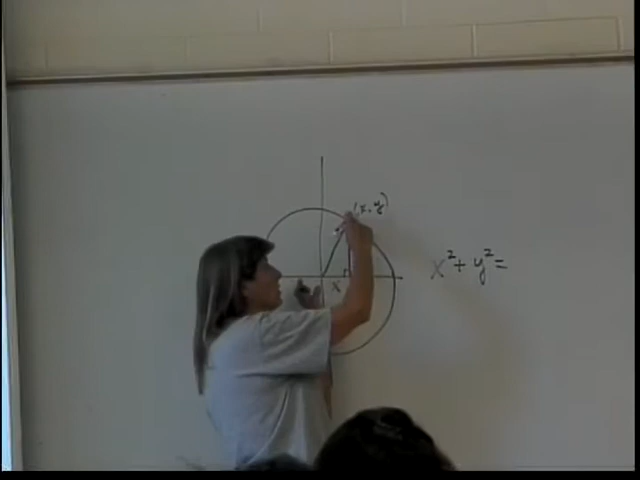 (x, y)
x
x² + y² =